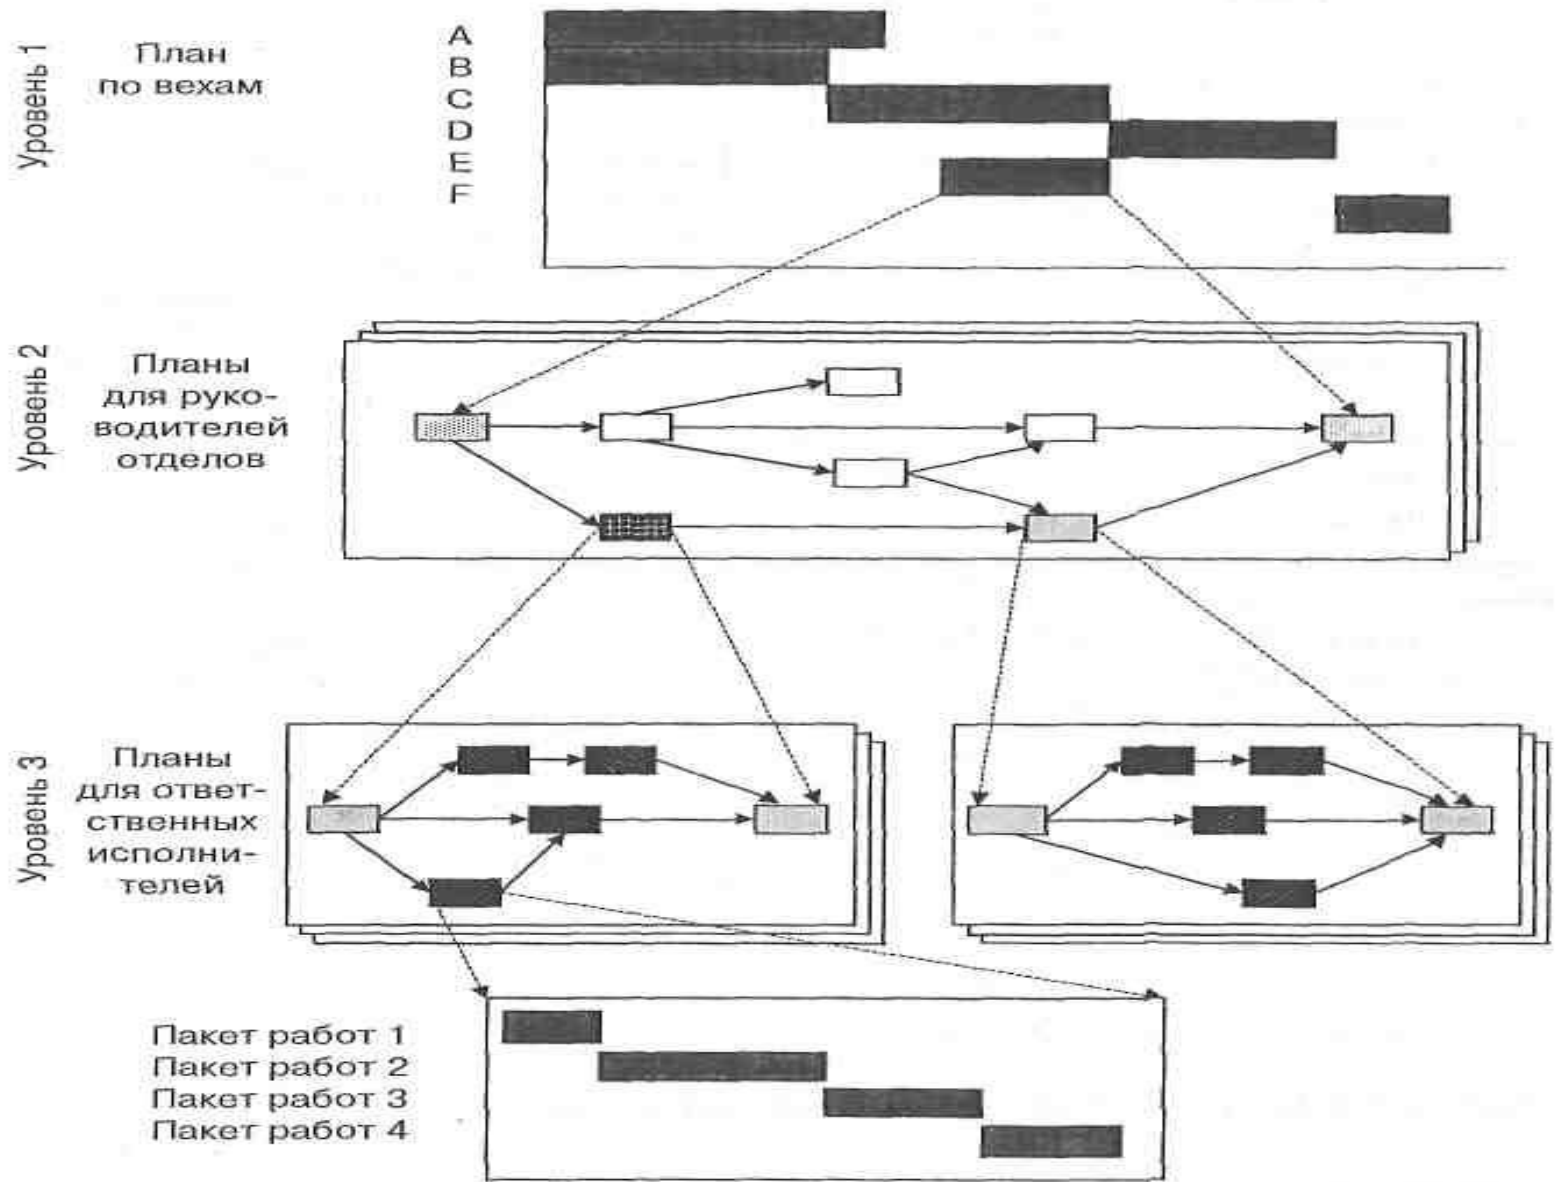 Уровень 1
План
по вехам
A
B
C
D
E
F
Уровень 2
Планы
для руко-
водителей
отделов
Уровень 3
Планы
для ответ-
ственных
исполни-
телей
Пакет работ 1
Пакет работ 2
Пакет работ 3
Пакет работ 4